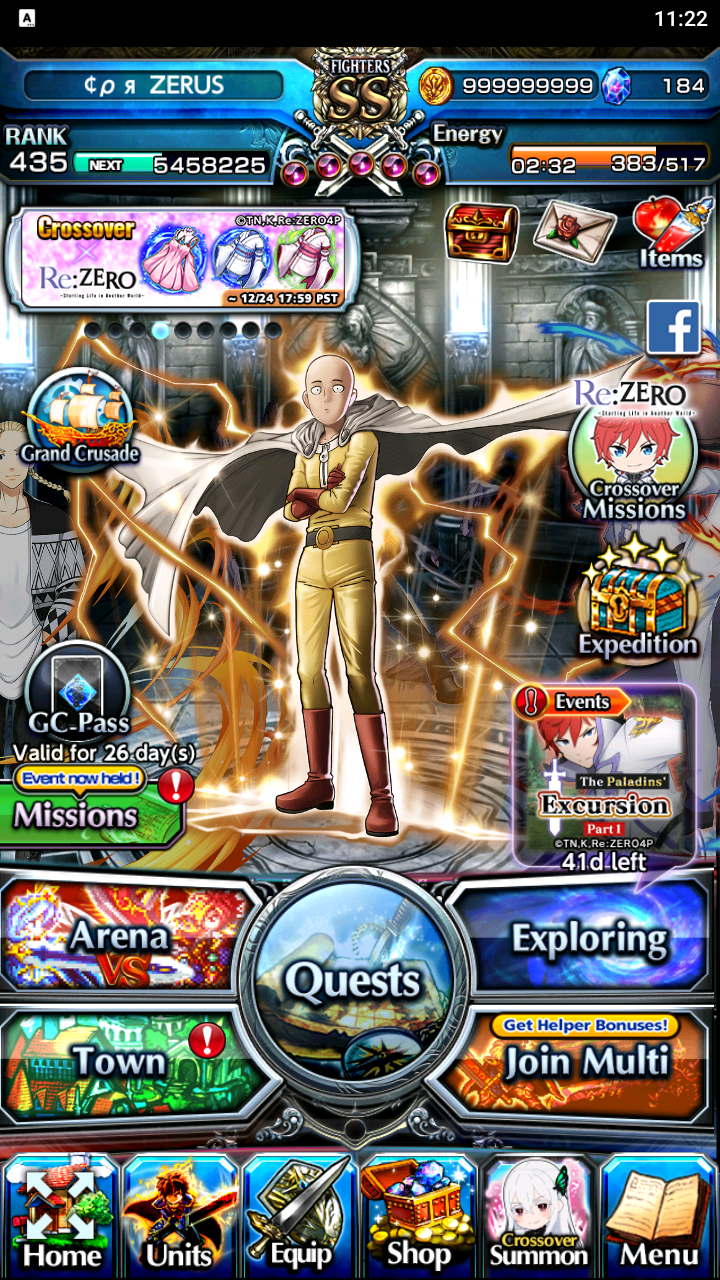 A
11:22
FIGHTERS
SS
¢ρя ZERUS
999999999
184
RANK
435
NEXT
5458225
Energy
02:32
383/517
Crossover
×
Re:ZERO
-Starting Life in Another World-
©TN,K,Re:ZERO4P
~ 12/24 17:59 PST
Items
f
Grand Crusade
Re:ZERO
-Starting Life in Another World-
Crossover
Missions
Expedition
GC-Pass
Valid for 26 day(s)
Event now held!
!
Missions
! Events
The Paladins'
Excursion
Part 1
©TN,K,Re:ZERO4P
41d left
Arena
VS
Quests
Exploring
Town
!
Get Helper Bonuses!
Join Multi
Home
Units
Equip
Shop
Crossover
Summon
Menu